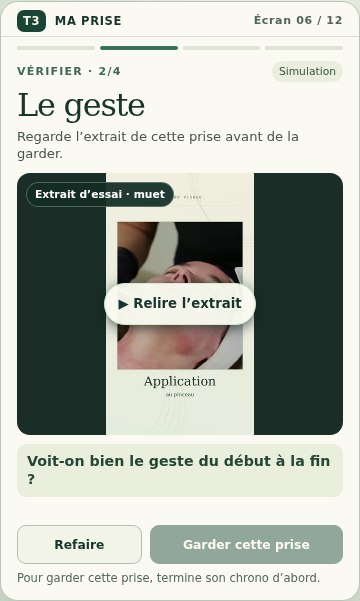 T3 MA PRISE Écran 06 / 12
VÉRIFIER · 2/4 Simulation
Le geste
Regarde l’extrait de cette prise avant de la
garder.
Extrait d’essai · muet
▶ Relire l’extrait
Application
au pinceau
Voit-on bien le geste du début à la fin
?
Refaire Garder cette prise
Pour garder cette prise, termine son chrono d’abord.